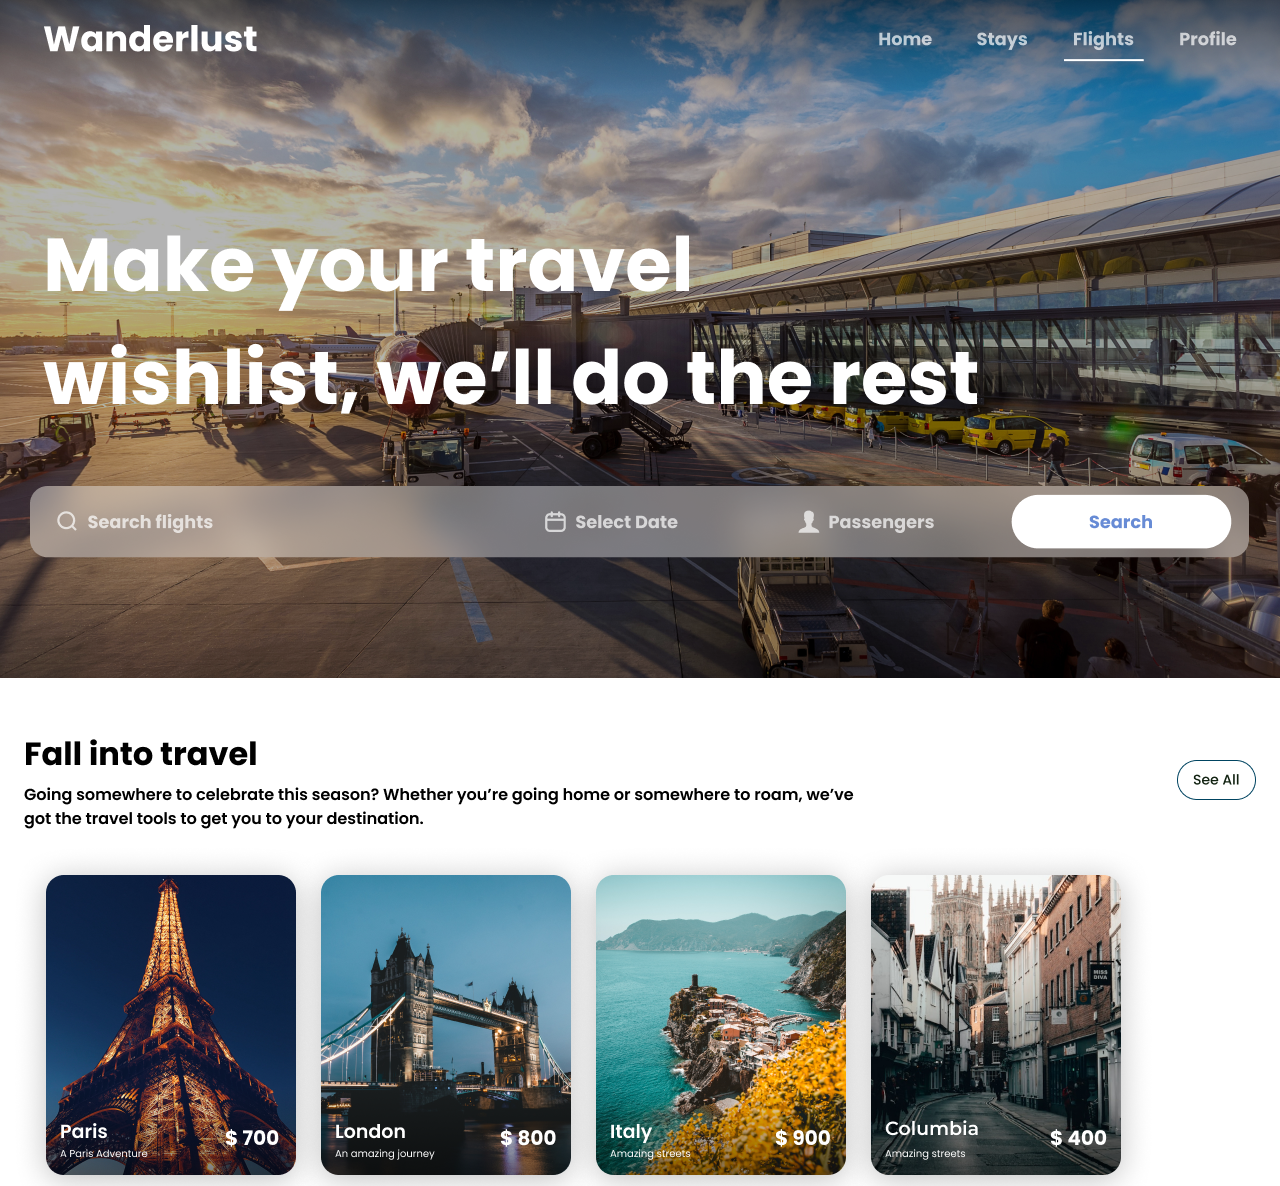 Wanderlust
Home Stays Flights Profile
Make your travel
wishlist, we’ll do the rest
Search flights Select Date Passengers Search
Fall into travel
See All
Going somewhere to celebrate this season? Whether you’re going home or somewhere to roam, we’ve
got the travel tools to get you to your destination.
MISS
DIVA
Paris
A Paris Adventure
$ 700
London
An amazing journey
$ 800
Italy
Amazing streets
$ 900
Columbia
Amazing streets
$ 400